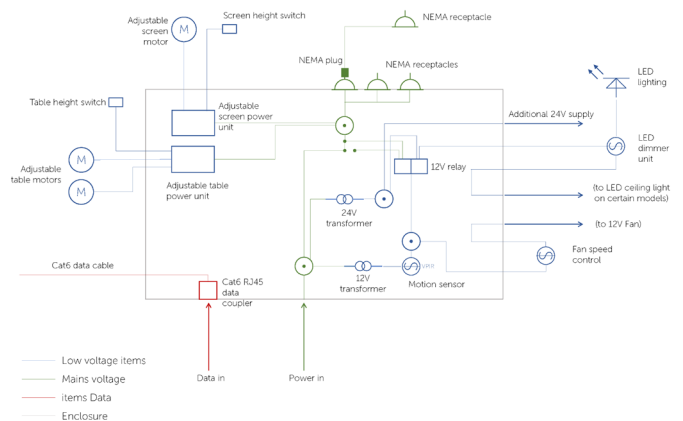 Screen height switch
NEMA receptacle
Adjustable
screen
motor
M
NEMA plug
NEMA receptacles
LED
lighting
Table height switch
Adjustable
screen power
unit
Additional 24V supply
LED
dimmer
unit
M
Adjustable
table motors
M
12V relay
Adjustable table
power unit
(to LED ceiling light
on certain models)
24V
transformer
(to 12V Fan)
Fan speed
control
Cat6 data cable
Cat6 RJ45
data
coupler
12V
transformer
Motion sensor
Data in
Power in
Low voltage items
Mains voltage
items Data
Enclosure